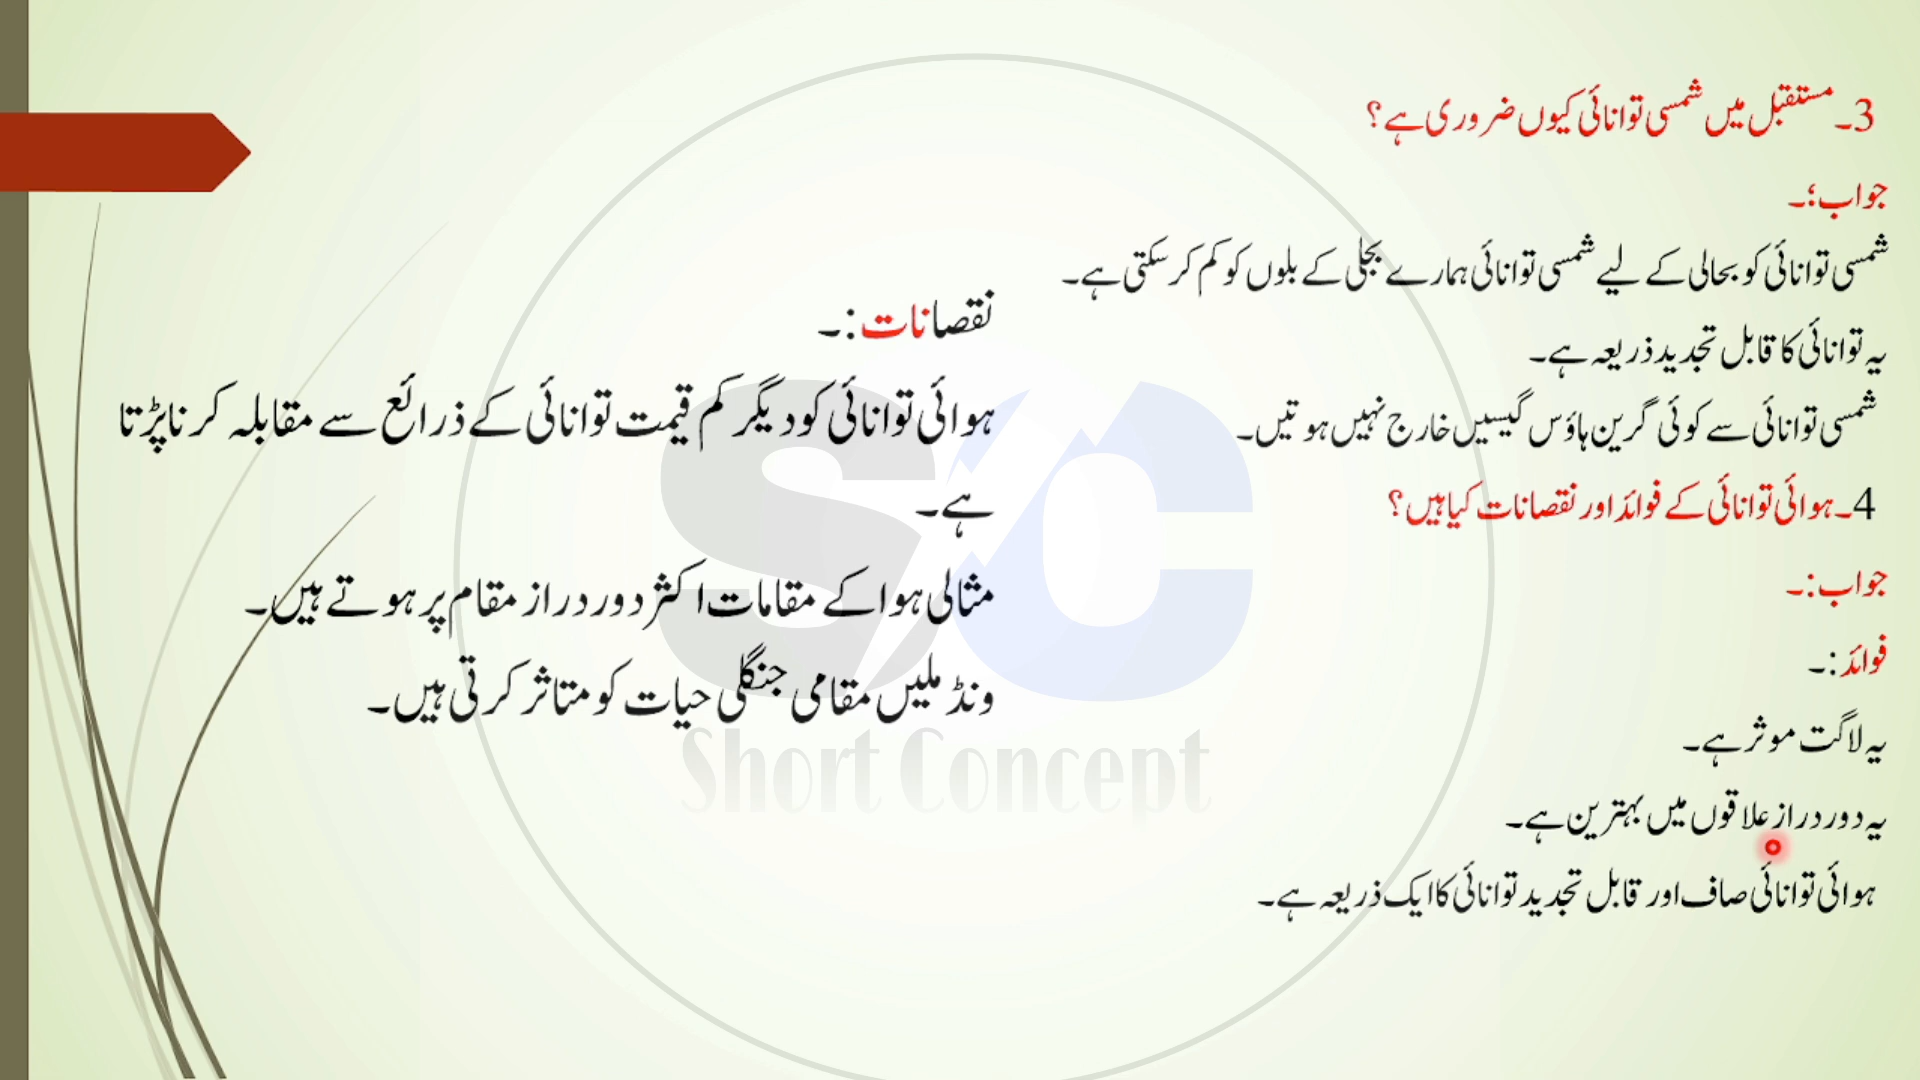 3۔ مستقبل میں شمسی توانائی کیوں ضروری ہے؟
جواب؛۔
شمسی توانائی کو بحالی کے لیے شمسی توانائی ہمارے بجلی کے بلوں کو کم کر سکتی ہے۔
یہ توانائی کا قابل تجدید ذریعہ ہے۔
شمسی توانائی سے کوئی گرین ہاؤس گیسیں خارج نہیں ہوتیں۔
4۔ ہوائی توانائی کے فوائد اور نقصانات کیا ہیں؟
جواب:۔
فوائد:۔
یہ لاگت موثر ہے۔
یہ دور دراز علاقوں میں بہترین ہے۔
ہوائی توانائی صاف اور قابل تجدید توانائی کا ایک ذریعہ ہے۔
نقصانات:۔
ہوائی توانائی کو دیگر کم قیمت توانائی کے ذرائع سے مقابلہ کرنا پڑتا
ہے۔
مثالی ہوا کے مقامات اکثر دور دراز مقام پر ہوتے ہیں۔
ونڈ ملیں مقامی جنگلی حیات کو متاثر کرتی ہیں۔
SC
Short Concept